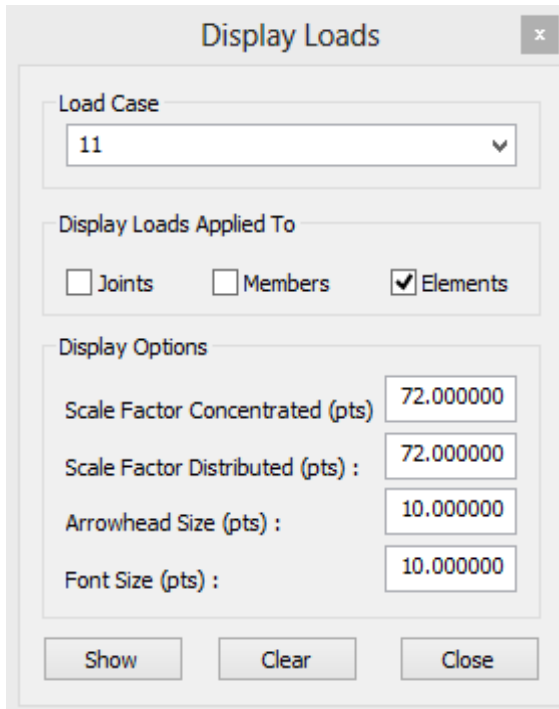 Display Loads x
Load Case
11
Display Loads Applied To
Joints Members Elements
Display Options
Scale Factor Concentrated (pts) 72.000000
Scale Factor Distributed (pts) : 72.000000
Arrowhead Size (pts) : 10.000000
Font Size (pts) : 10.000000
Show Clear Close